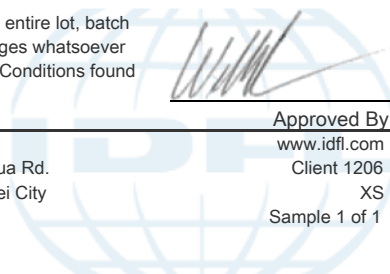 entire lot, batch
ges whatsoever
Conditions found
Approved By
www.idfl.com
ua Rd. Client 1206
ei City XS
Sample 1 of 1
IDFL